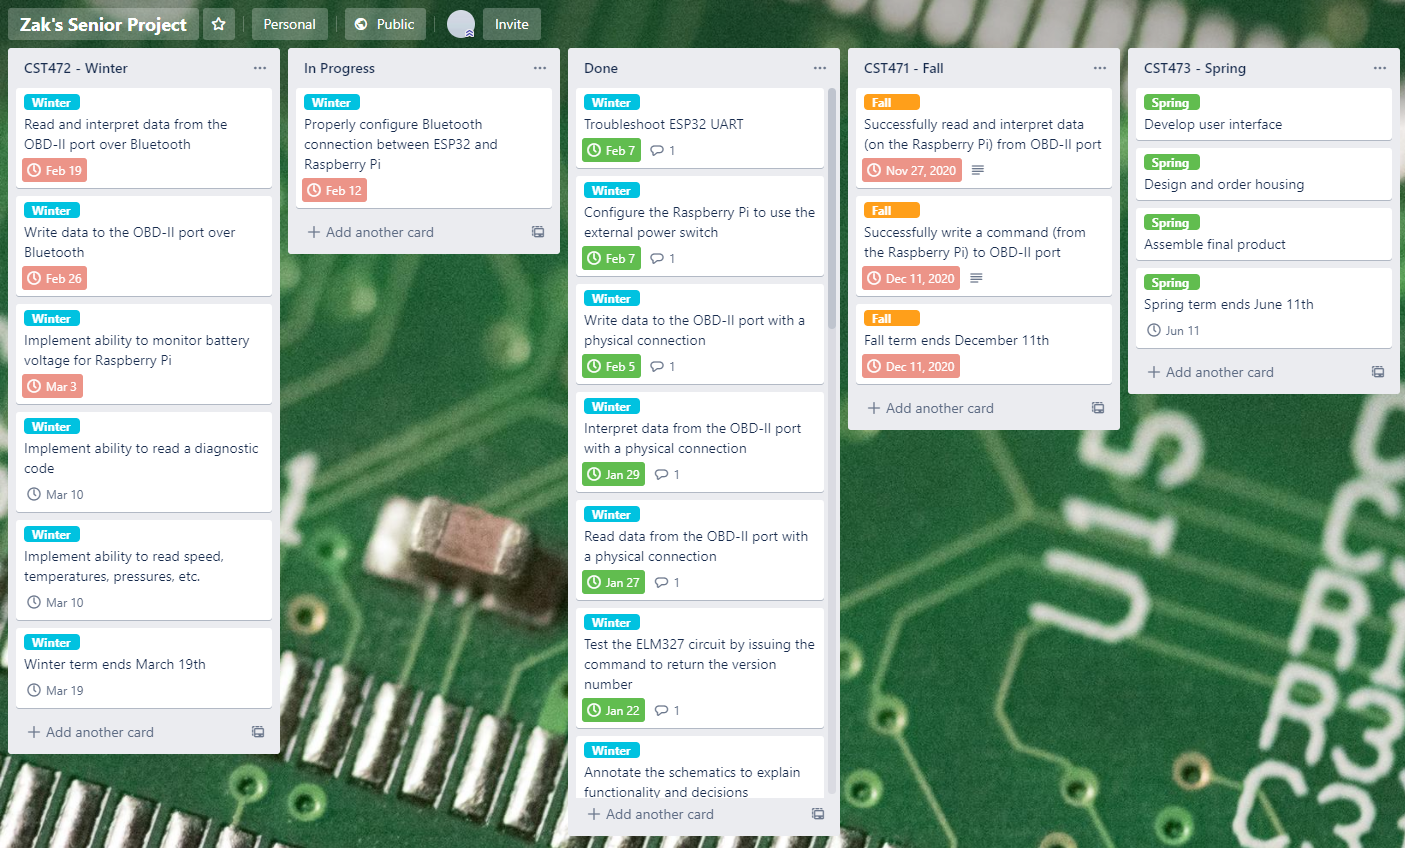 Zak's Senior Project
Personal
Public
Invite
CST472 - Winter
Winter
Read and interpret data from the
OBD-II port over Bluetooth
Feb 19
Winter
Write data to the OBD-II port over
Bluetooth
Feb 26
Winter
Implement ability to monitor battery
voltage for Raspberry Pi
Mar 3
Winter
Implement ability to read a diagnostic
code
Mar 10
Winter
Implement ability to read speed,
temperatures, pressures, etc.
Mar 10
Winter
Winter term ends March 19th
Mar 19
+ Add another card
In Progress
Winter
Properly configure Bluetooth
connection between ESP32 and
Raspberry Pi
Feb 12
+ Add another card
Done
Winter
Troubleshoot ESP32 UART
Feb 7
1
Winter
Configure the Raspberry Pi to use the
external power switch
Feb 7
1
Winter
Write data to the OBD-II port with a
physical connection
Feb 5
1
Winter
Interpret data from the OBD-II port
with a physical connection
Jan 29
1
Winter
Read data from the OBD-II port with
a physical connection
Jan 27
1
Winter
Test the ELM327 circuit by issuing the
command to return the version
number
Jan 22
1
Winter
Annotate the schematics to explain
functionality and decisions
+ Add another card
CST471 - Fall
Fall
Successfully read and interpret data
(on the Raspberry Pi) from OBD-II port
Nov 27, 2020
Fall
Successfully write a command (from
the Raspberry Pi) to OBD-II port
Dec 11, 2020
Fall
Fall term ends December 11th
Dec 11, 2020
+ Add another card
CST473 - Spring
Spring
Develop user interface
Spring
Design and order housing
Spring
Assemble final product
Spring
Spring term ends June 11th
Jun 11
+ Add another card
U15